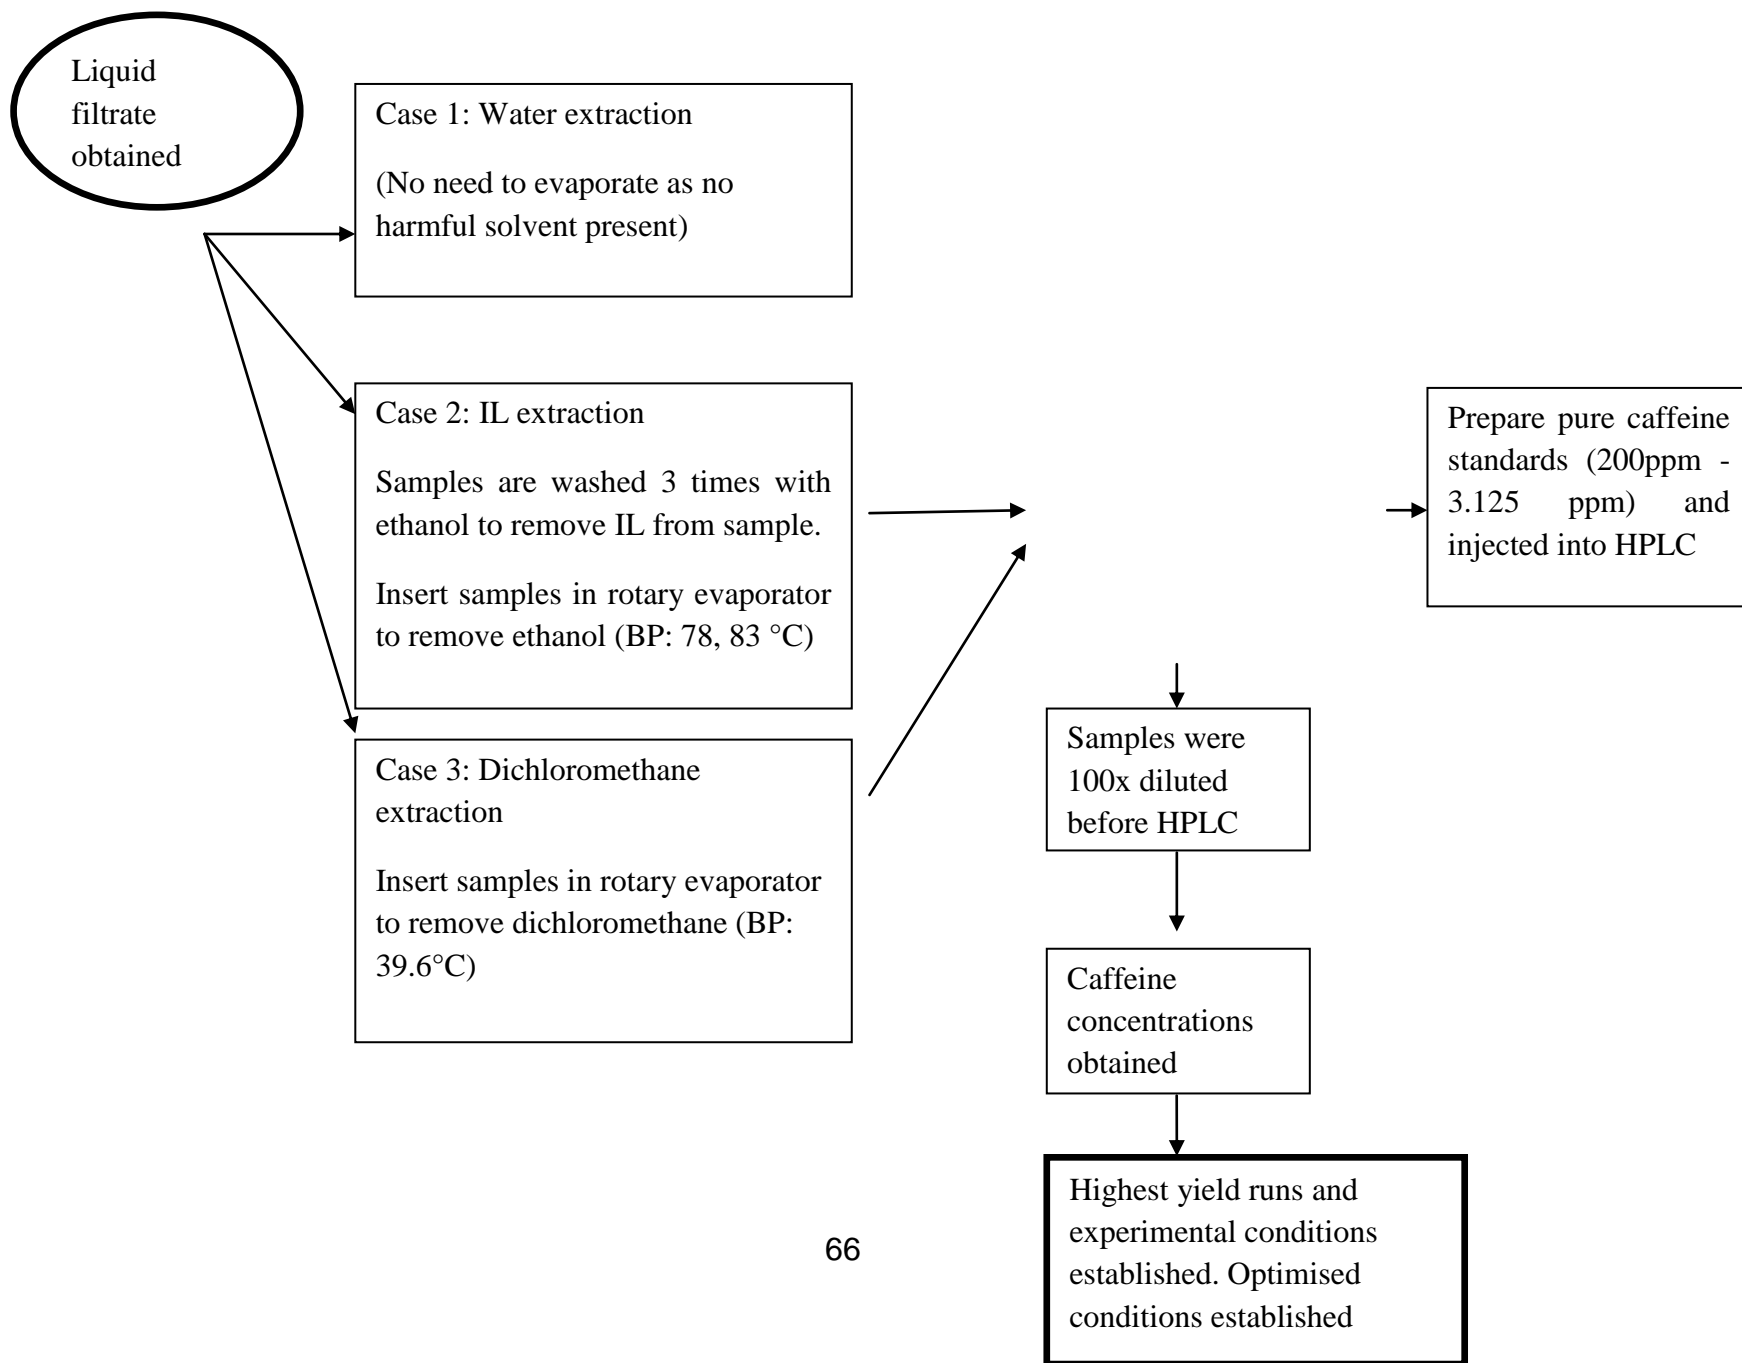 Liquid
filtrate
obtained
Case 1: Water extraction
(No need to evaporate as no
harmful solvent present)
Case 2: IL extraction
Samples are washed 3 times with
ethanol to remove IL from sample.
Insert samples in rotary evaporator
to remove ethanol (BP: 78, 83 °C)
Case 3: Dichloromethane
extraction
Insert samples in rotary evaporator
to remove dichloromethane (BP:
39.6°C)
Prepare pure caffeine
standards (200ppm -
3.125 ppm) and
injected into HPLC
Samples were
100x diluted
before HPLC
Caffeine
concentrations
obtained
Highest yield runs and
experimental conditions
established. Optimised
conditions established
66